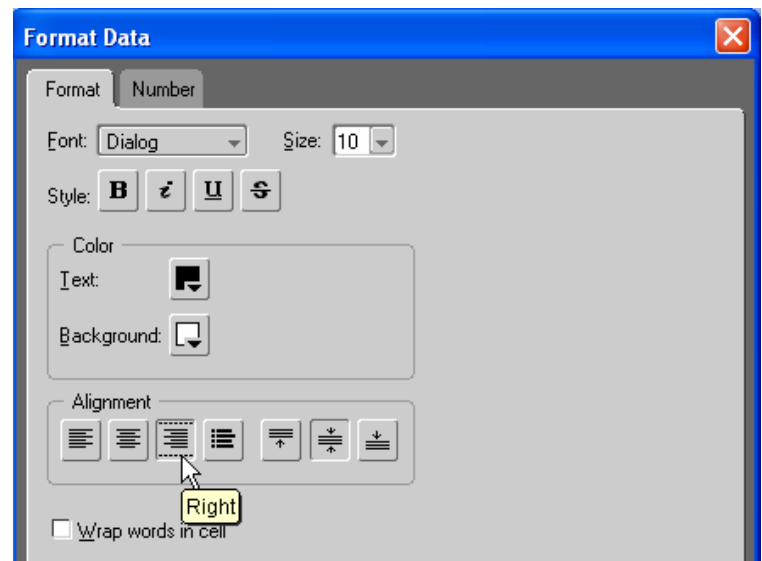 Format Data
Format Number
Font: Dialog Size: 10
Style: B i U S
Color
Text:
Background:
Alignment
Right
Wrap words in cell